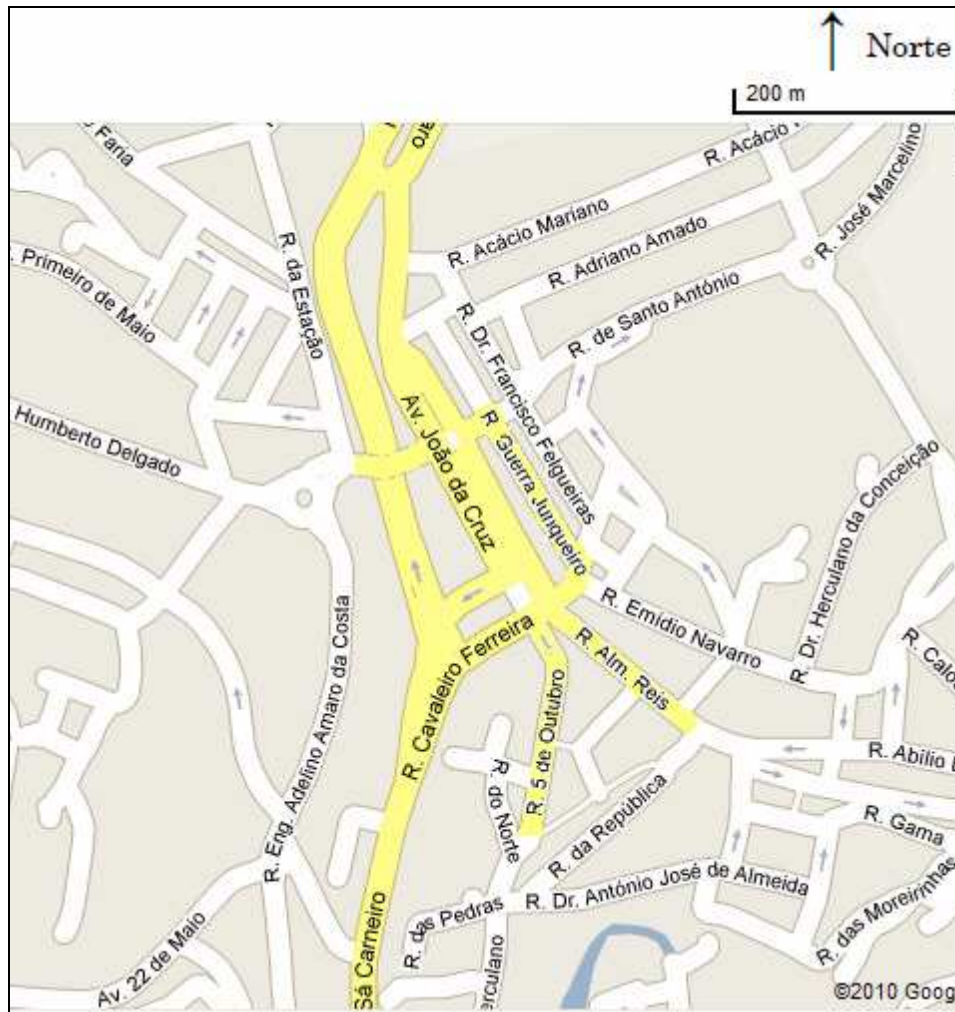 Norte
200 m
Faria
R. Acácio
R. José Marcelino
R. Acácio Mariano
R. da Estação
R. Adriano Amado
Primeiro de Maio
R. de Santo António
R. Dr. Francisco Felgueiras
Av. João da Cruz
R. Guerra Junqueiro
Humberto Delgado
R. Dr. Herculano da Conceição
R. Eng. Adelino Amaro da Costa
R. Emídio Navarro
R. Cavaleiro Ferreira
R. Alm. Reis
R. Calo
R. 5 de Outubro
R. do Norte
R. Abílio
R. da República
R. Gama
R. Dr. António José de Almeida
R. das Pedras
R. das Moreirinhas
Av. 22 de Maio
Sá Carneiro
erculano
©2010 Goog